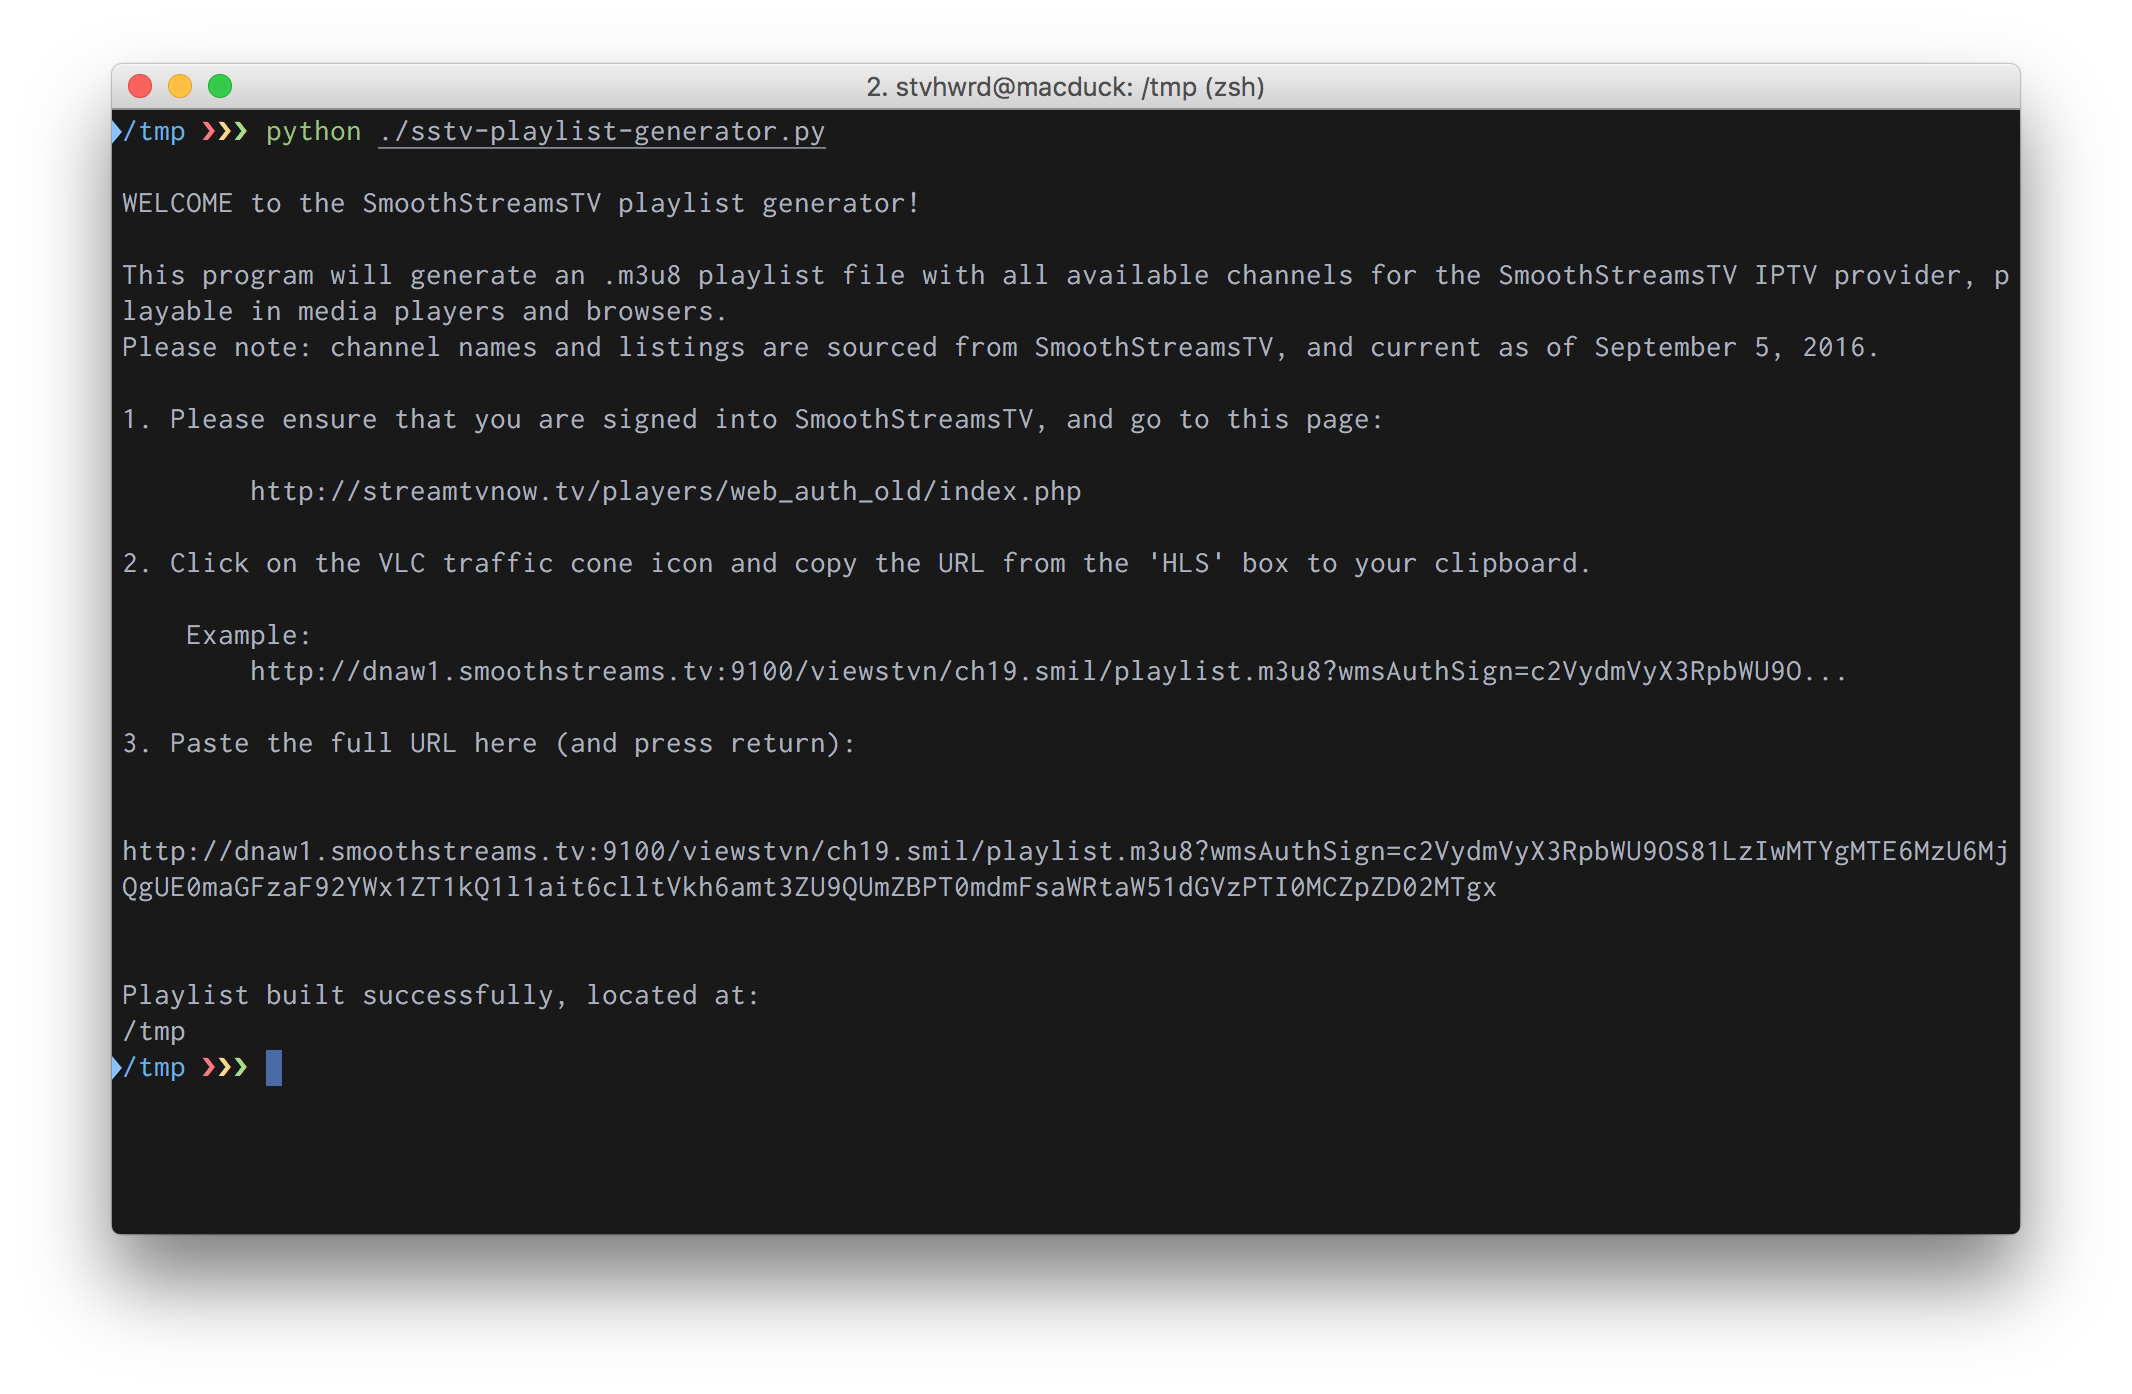 2. stvhwrd@macduck: /tmp (zsh)
/tmp ❯❯❯ python ./sstv-playlist-generator.py
WELCOME to the SmoothStreamsTV playlist generator!
This program will generate an .m3u8 playlist file with all available channels for the SmoothStreamsTV IPTV provider, p
layable in media players and browsers.
Please note: channel names and listings are sourced from SmoothStreamsTV, and current as of September 5, 2016.
1. Please ensure that you are signed into SmoothStreamsTV, and go to this page:
http://streamtvnow.tv/players/web_auth_old/index.php
2. Click on the VLC traffic cone icon and copy the URL from the 'HLS' box to your clipboard.
Example:
http://dnaw1.smoothstreams.tv:9100/viewstvn/ch19.smil/playlist.m3u8?wmsAuthSign=c2VydmVyX3RpbWU9O...
3. Paste the full URL here (and press return):
http://dnaw1.smoothstreams.tv:9100/viewstvn/ch19.smil/playlist.m3u8?wmsAuthSign=c2VydmVyX3RpbWU9OS81LzIwMTYgMTE6MzU6Mj
QgUE0maGFzaF92YWx1ZT1kQ1l1ait6clltVkh6amt3ZU9QUmZBPT0mdmFsaWRtaW51dGVzPTI0MCZpZD02MTgx
Playlist built successfully, located at:
/tmp
/tmp ❯❯❯